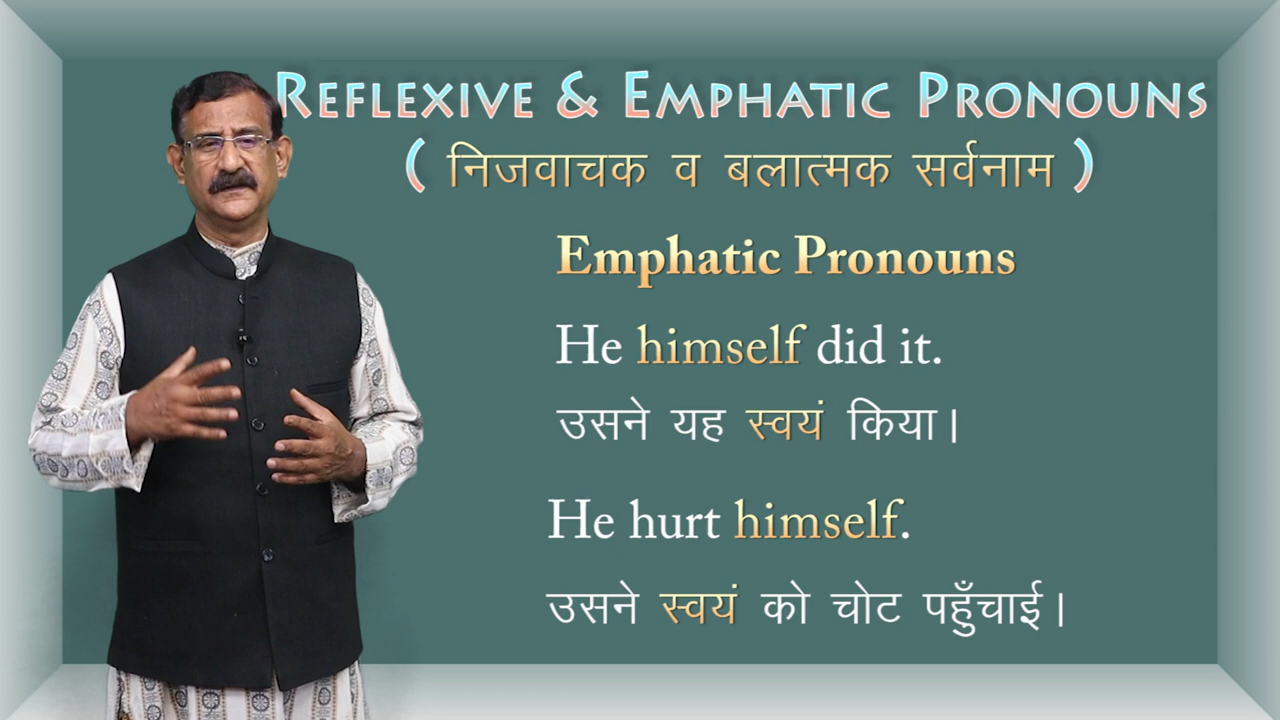 REFLEXIVE & EMPHATIC PRONOUNS
( निजवाचक व बलात्मक सर्वनाम )
Emphatic Pronouns
He himself did it.
उसने यह स्वयं किया।
He hurt himself.
उसने स्वयं को चोट पहुँचाई।